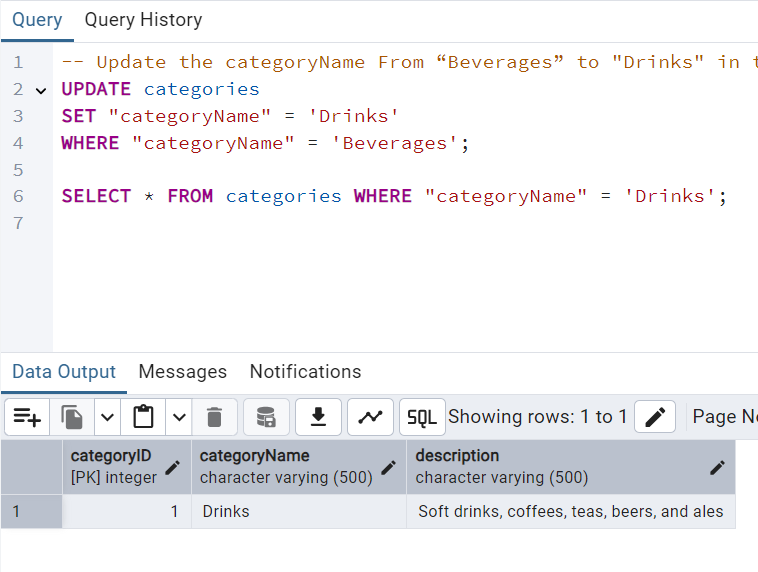 Query Query History
1 -- Update the categoryName From “Beverages” to "Drinks" in
2 UPDATE categories
3 SET "categoryName" = 'Drinks'
4 WHERE "categoryName" = 'Beverages';
5
6 SELECT * FROM categories WHERE "categoryName" = 'Drinks';
7
Data Output Messages Notifications
SQL Showing rows: 1 to 1 Page
categoryID categoryName description
[PK] integer character varying (500) character varying (500)
1 1 Drinks Soft drinks, coffees, teas, beers, and ales